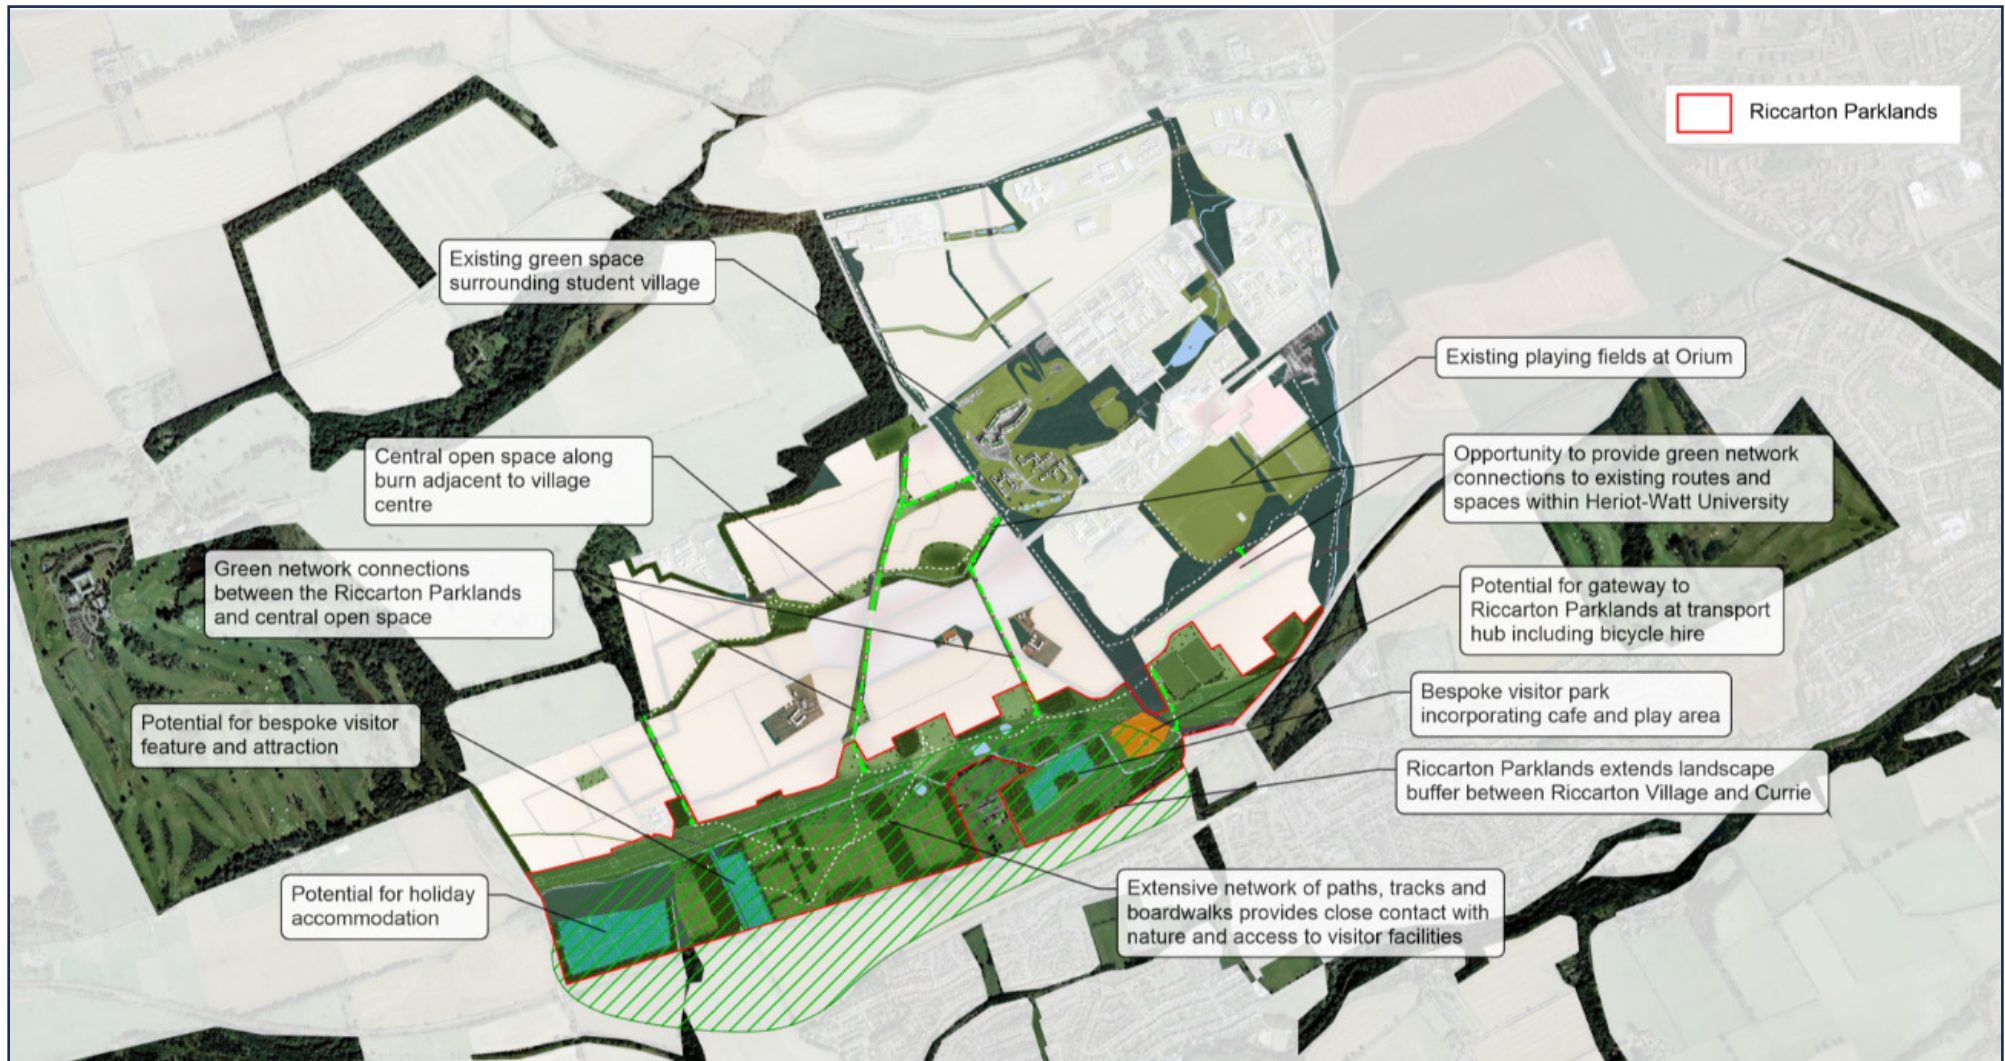 Riccarton Parklands
Existing green space
surrounding student village
Existing playing fields at Orium
Central open space along
burn adjacent to village
centre
Opportunity to provide green network
connections to existing routes and
spaces within Heriot-Watt University
Green network connections
between the Riccarton Parklands
and central open space
Potential for gateway to
Riccarton Parklands at transport
hub including bicycle hire
Potential for bespoke visitor
feature and attraction
Bespoke visitor park
incorporating cafe and play area
Riccarton Parklands extends landscape
buffer between Riccarton Village and Currie
Potential for holiday
accommodation
Extensive network of paths, tracks and
boardwalks provides close contact with
nature and access to visitor facilities